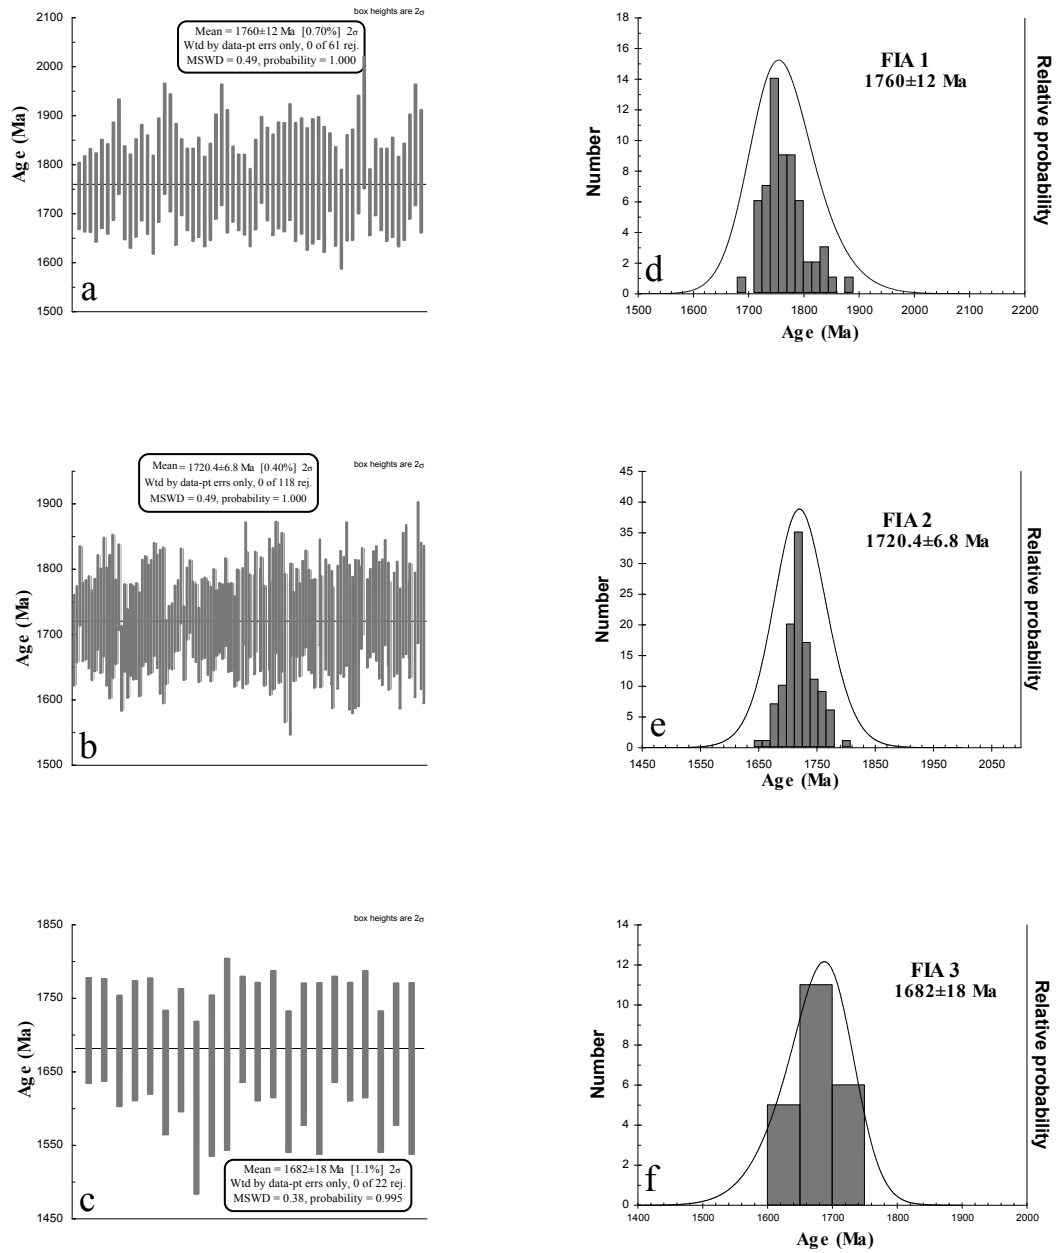 box heights are 2σ
Mean = 1760±12 Ma [0.70%] 2σ
Wtd by data-pt errs only, 0 of 61 rej.
MSWD = 0.49, probability = 1.000
2100
2000
1900
1800
1700
1600
1500
Age (Ma)
a
18
16
14
12
10
8
6
4
2
0
Number
FIA 1
1760±12 Ma
Relative probability
d
1500 1600 1700 1800 1900 2000 2100 2200
Age (Ma)
box heights are 2σ
Mean = 1720.4±6.8 Ma [0.40%] 2σ
Wtd by data-pt errs only, 0 of 118 rej.
MSWD = 0.49, probability = 1.000
1900
1800
1700
1600
1500
Age (Ma)
b
45
40
35
30
25
20
15
10
5
0
Number
FIA 2
1720.4±6.8 Ma
Relative probability
e
1450 1550 1650 1750 1850 1950 2050
Age (Ma)
box heights are 2σ
1850
1750
1650
1550
1450
Age (Ma)
Mean = 1682±18 Ma [1.1%] 2σ
Wtd by data-pt errs only, 0 of 22 rej.
MSWD = 0.38, probability = 0.995
c
14
12
10
8
6
4
2
0
Number
FIA 3
1682±18 Ma
Relative probability
f
1400 1500 1600 1700 1800 1900 2000
Age (Ma)